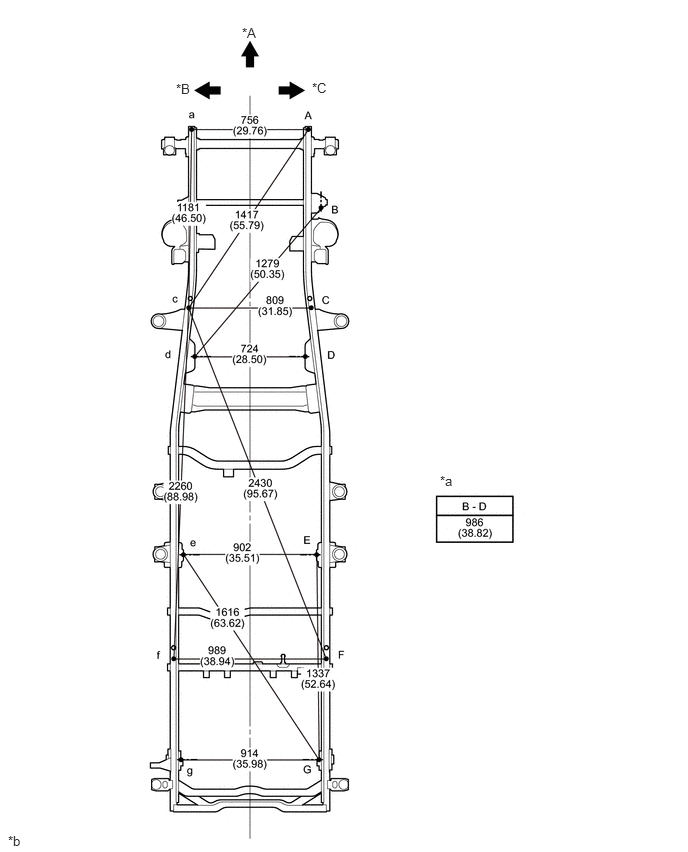 *A
*B
*C
a
A
756
(29.76)
1181
(46.50)
1417
(55.79)
B
1279
(50.35)
c
809
(31.85)
C
d
724
(28.50)
D
2260
(88.98)
2430
(95.67)
*a
B - D
986
(38.82)
e
902
(35.51)
E
1616
(63.62)
f
989
(38.94)
F
1337
(52.64)
914
(35.98)
g
G
*b